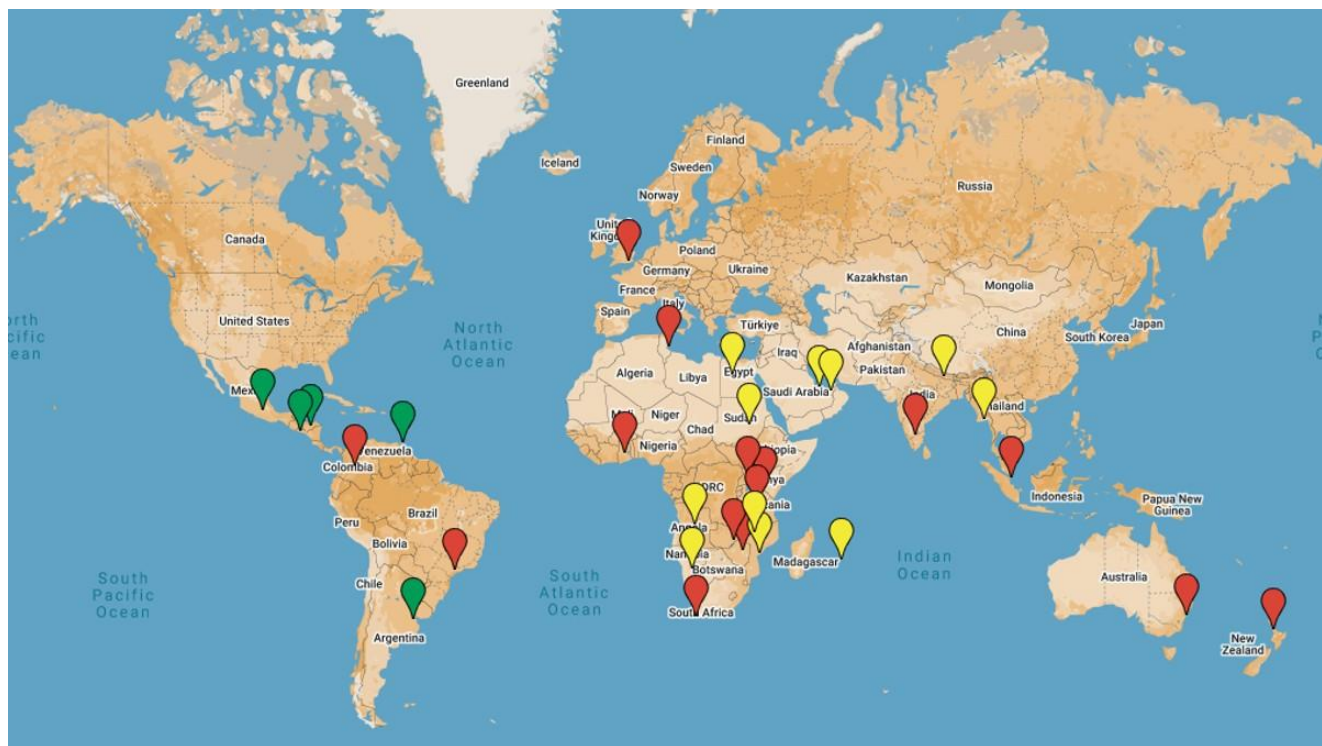 Greenland
Iceland
Finland
Sweden
Norway
Russia
Canada
Poland
Germany
Ukraine
France
Kazakhstan
Mongolia
Spain
Italy
Türkiye
United States
North
Atlantic
Ocean
China
Japan
South Korea
Iraq
Afghanistan
Pakistan
Algeria
Libya
Egypt
Saudi Arabia
Niger
Chad
Sudan
Nigeria
Colombia
DRC
Indonesia
Papua New
Guinea
Peru
Brazil
Bolivia
Madagascar
Indian
Ocean
Botswana
Chile
South
Pacific
Ocean
South
Atlantic
Ocean
Australia
South Africa
Argentina
New
Zealand